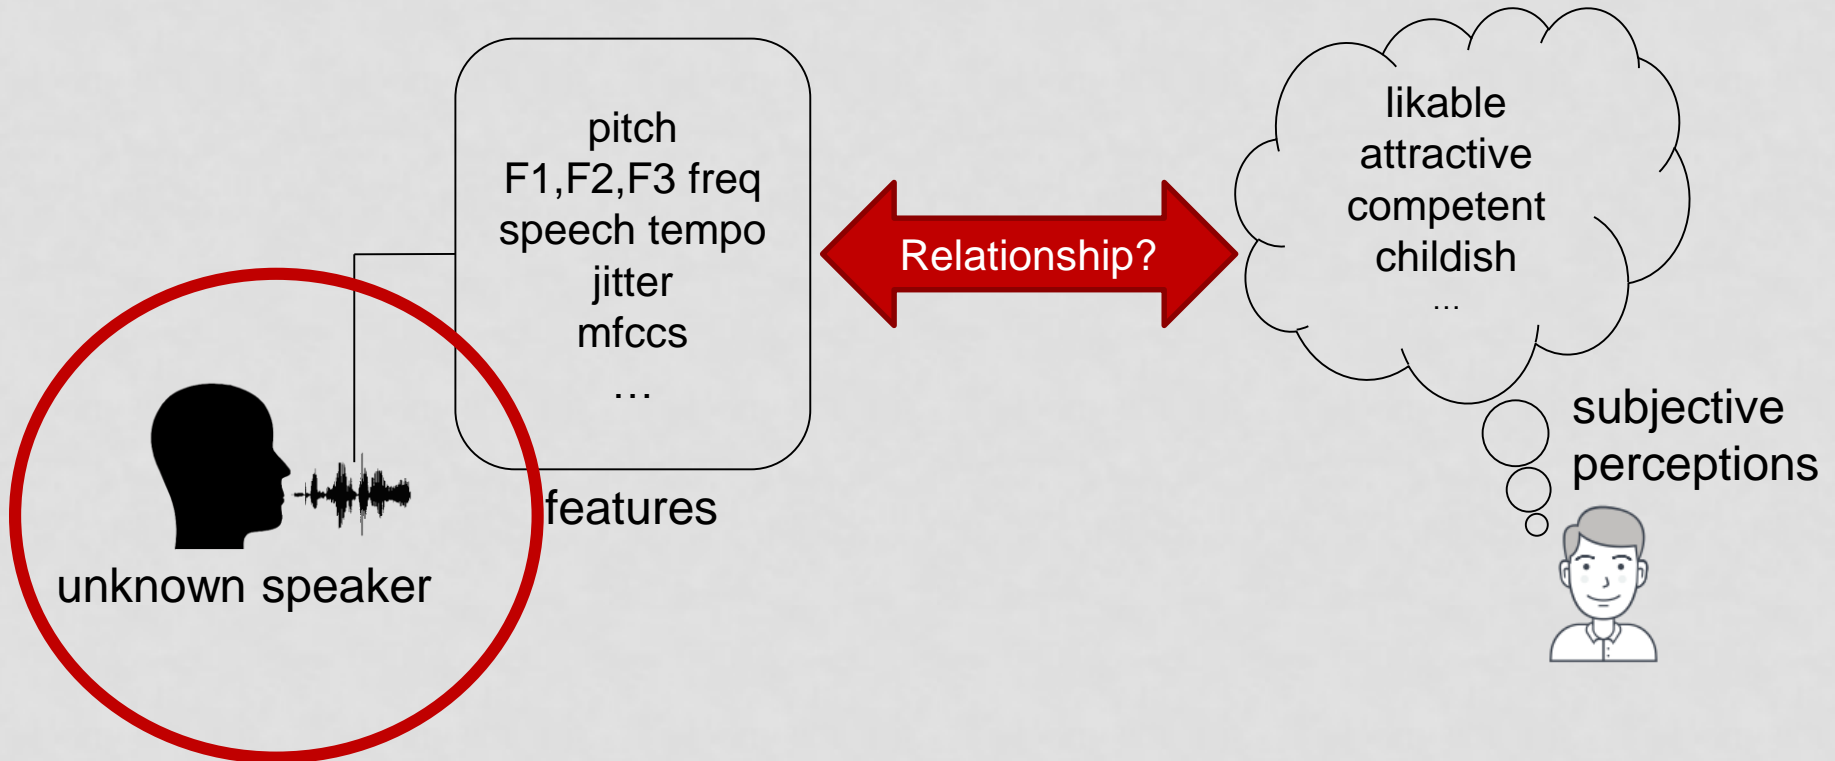 pitch
F1,F2,F3 freq
speech tempo
jitter
mfccs
…
features
unknown speaker
Relationship?
likable
attractive
competent
childish
…
subjective
perceptions